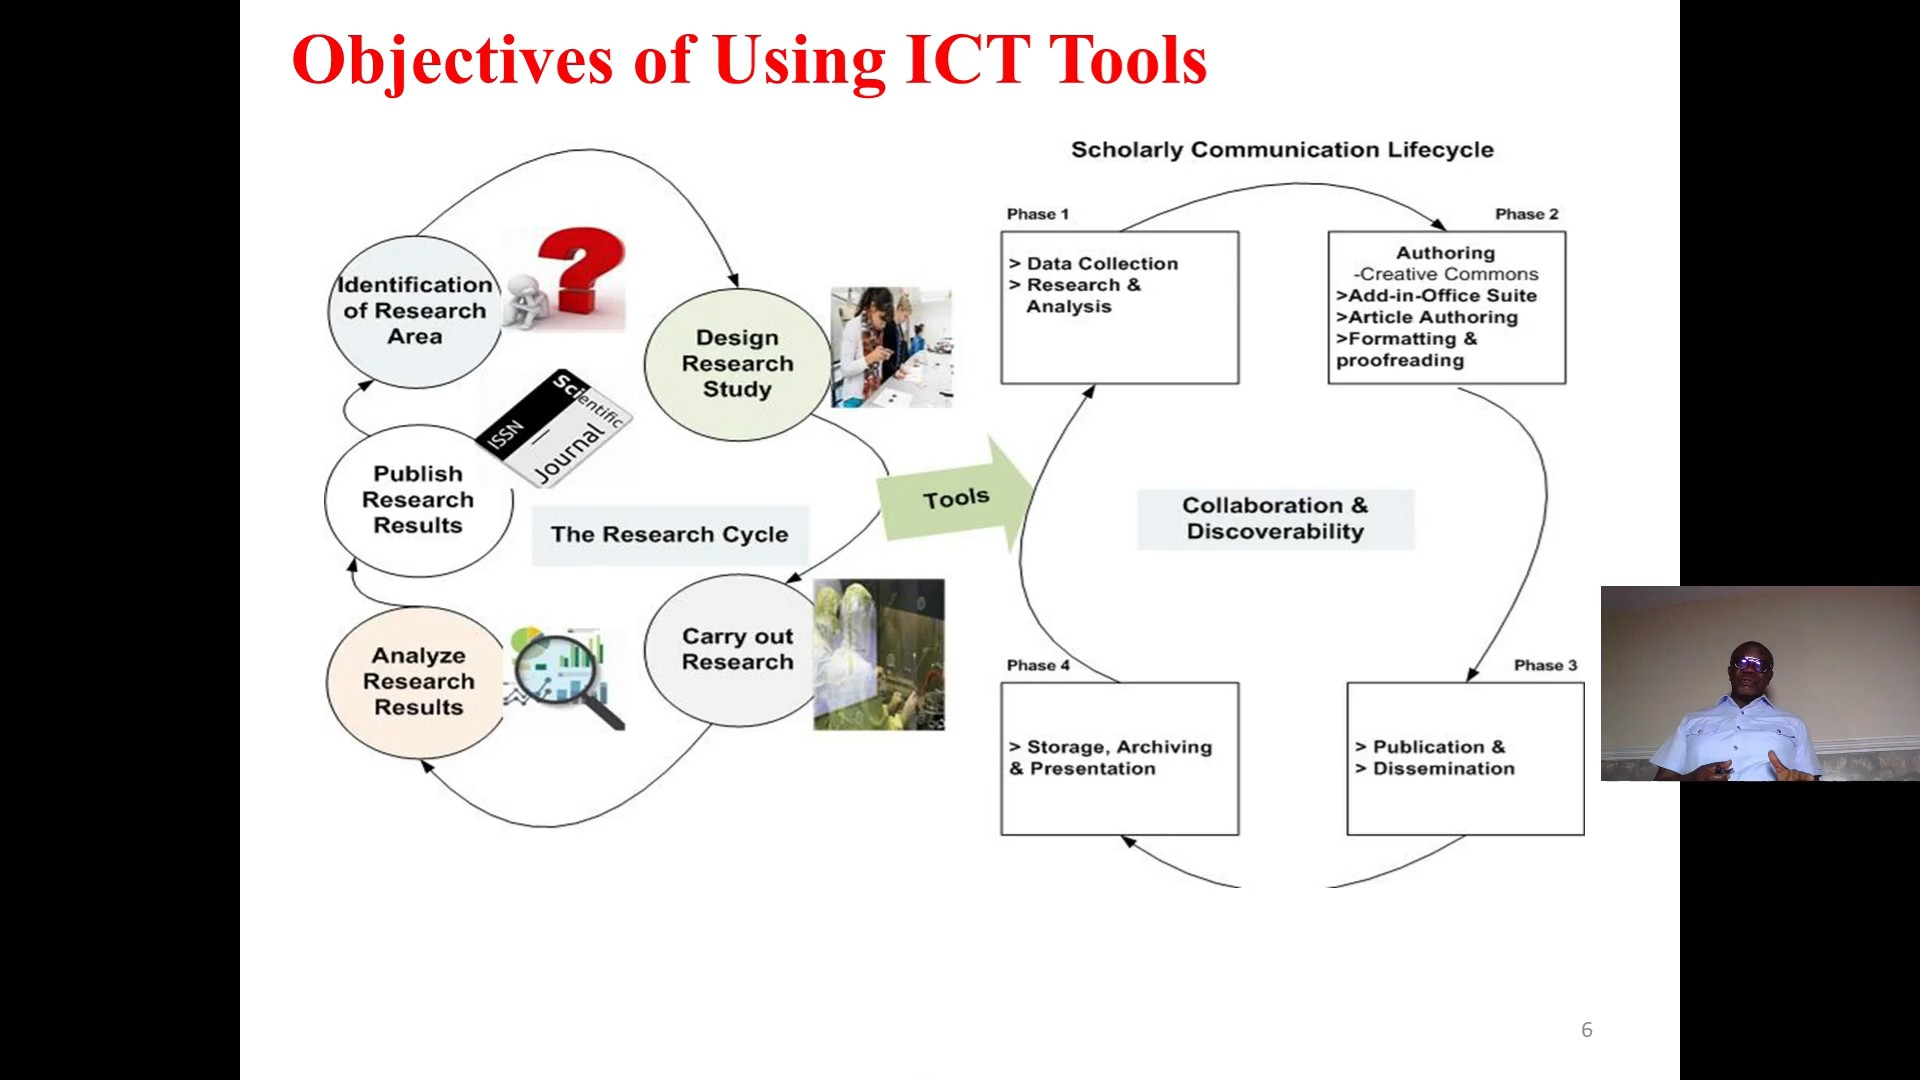 Objectives of Using ICT Tools
Identification
of Research
Area
Design
Research
Study
Scientific
Journal
ISSN
Publish
Research
Results
The Research Cycle
Tools
Carry out
Research
Analyze
Research
Results
Scholarly Communication Lifecycle
Phase 1
> Data Collection
> Research &
Analysis
Phase 2
Authoring
-Creative Commons
>Add-in-Office Suite
>Article Authoring
>Formatting &
proofreading
Collaboration &
Discoverability
Phase 4
> Storage, Archiving
& Presentation
Phase 3
> Publication &
> Dissemination
6